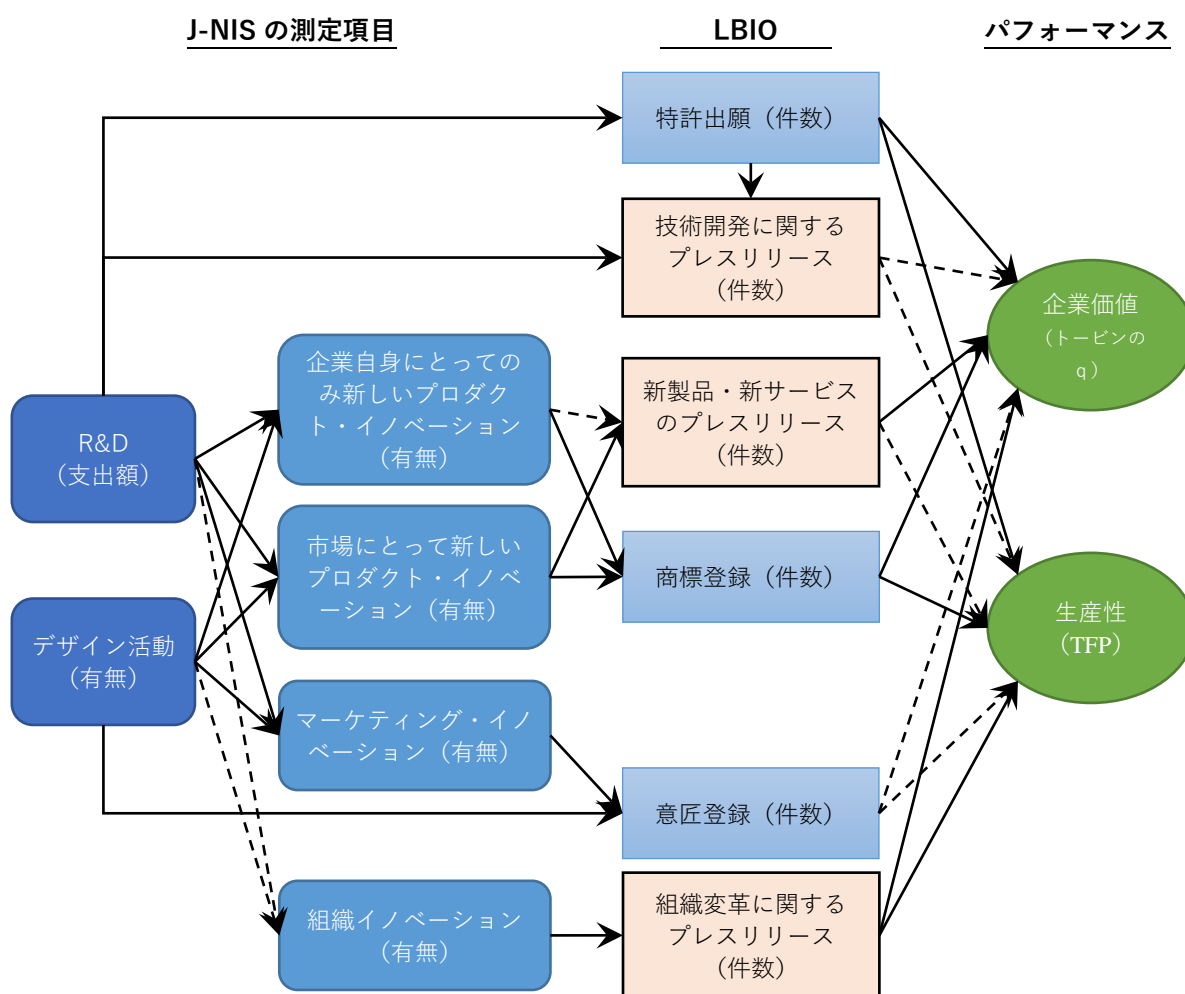 J-NIS の測定項目
LBIO
パフォーマンス
特許出願（件数）
技術開発に関する
プレスリリース
（件数）
企業価値
（トービンの
q）
企業自身にとっての
み新しいプロダク
ト・イノベーション
（有無）
新製品・新サービス
のプレスリリース
（件数）
R&D
（支出額）
市場にとって新しい
プロダクト・イノベ
ーション（有無）
商標登録（件数）
生産性
（TFP）
デザイン活動
（有無）
マーケティング・イノ
ベーション（有無）
意匠登録（件数）
組織イノベーション
（有無）
組織変革に関する
プレスリリース
（件数）